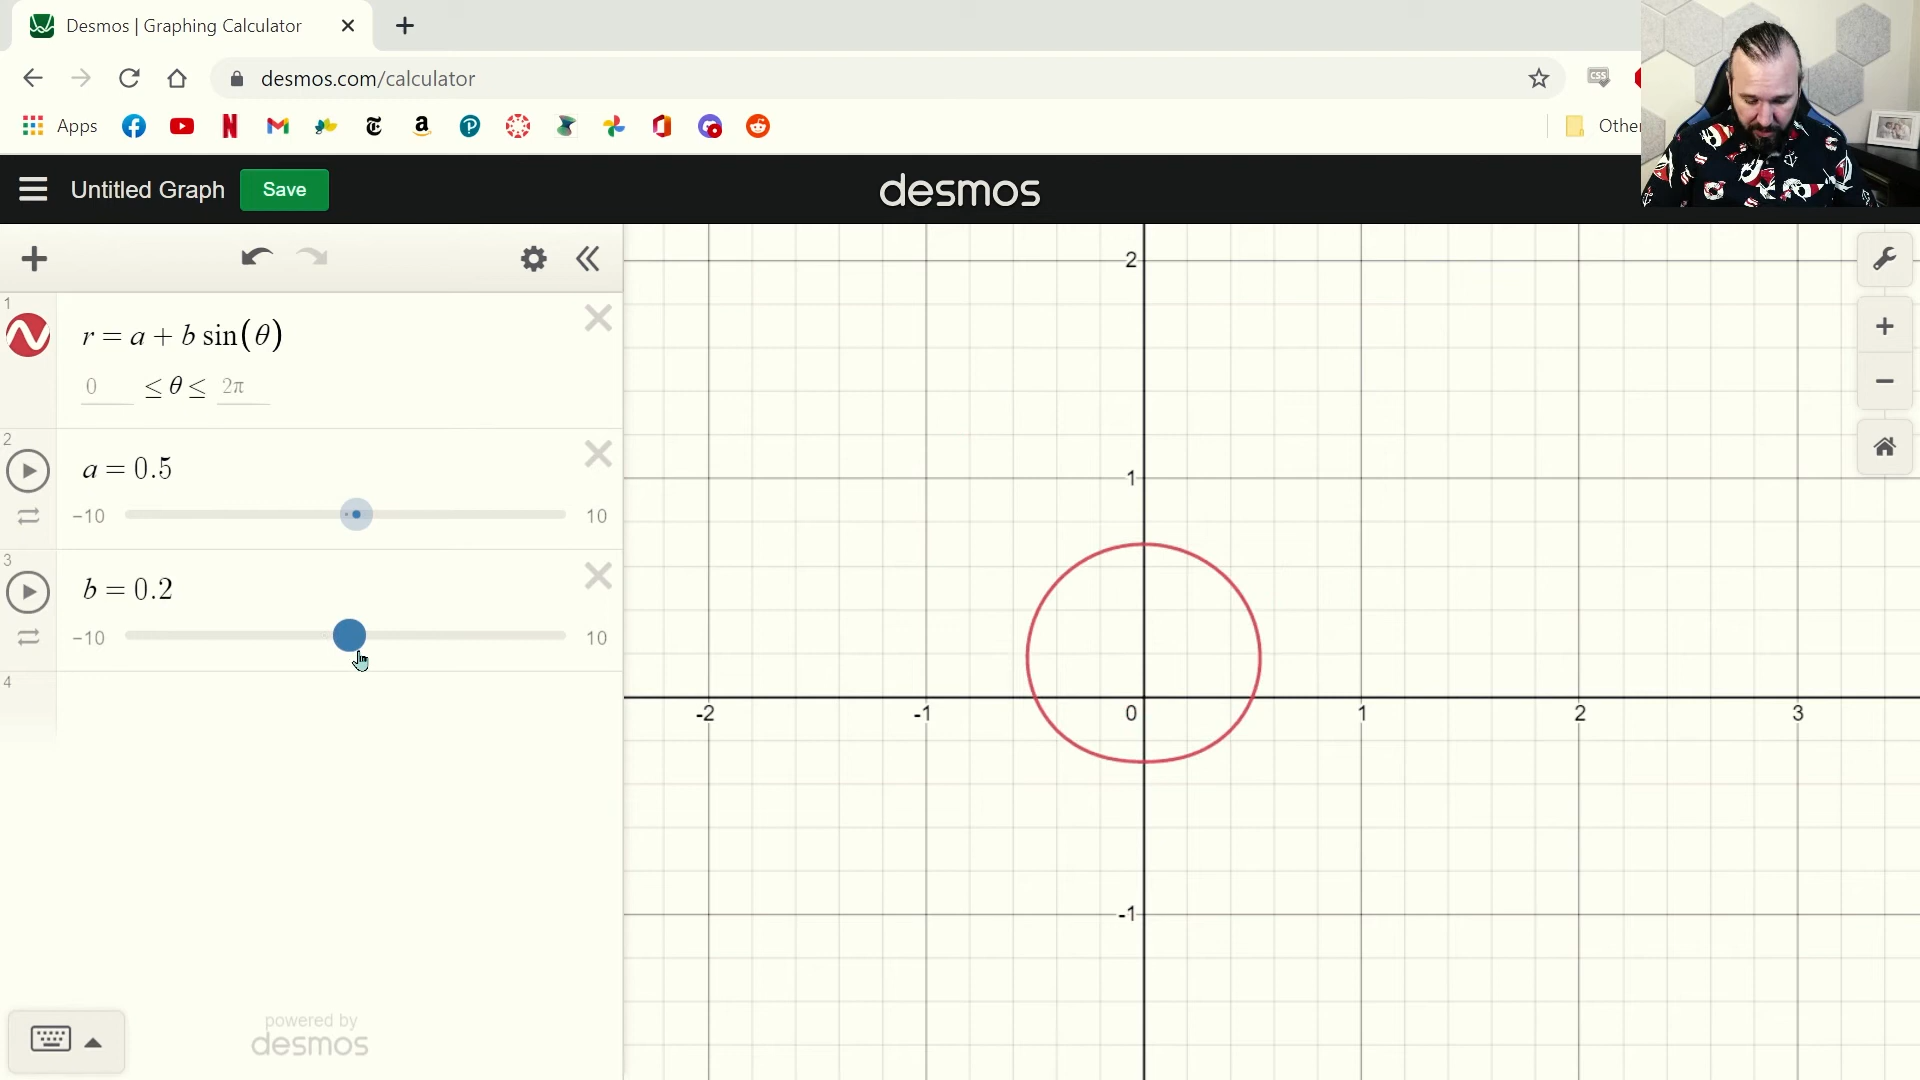 Desmos | Graphing Calculator
desmos.com/calculator
CSS
Apps
N
a
Other
Untitled Graph
Save
desmos
1
r = a + b sin(θ)
0 ≤ θ ≤ 2π
2
a = 0.5
−10
10
3
b = 0.2
−10
10
4
powered by
desmos
2
1
-2
-1
0
1
2
3
-1